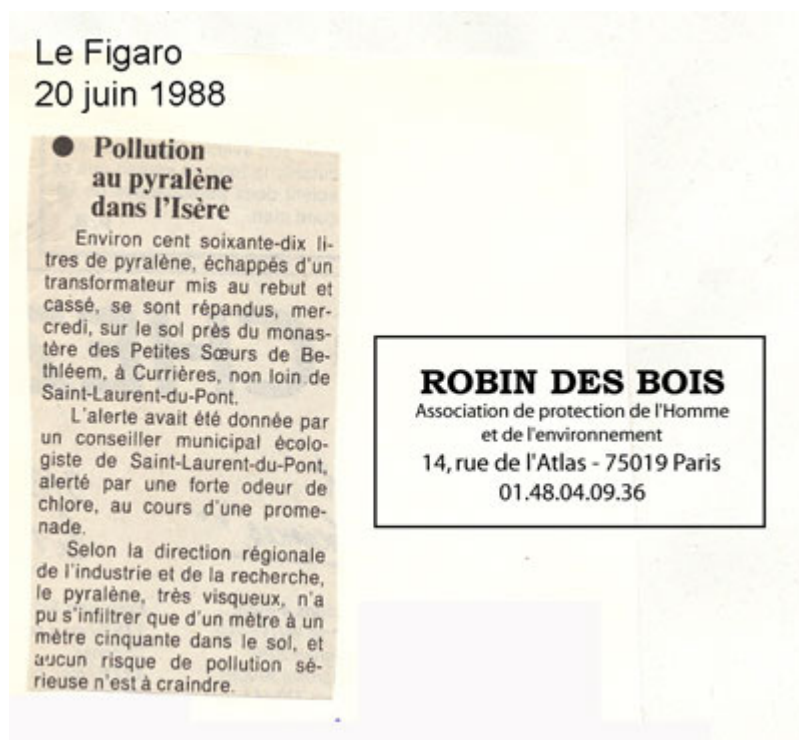 Le Figaro
20 juin 1988
● Pollution
au pyralène
dans l'Isère
Environ cent soixante-dix li-
tres de pyralène, échappés d'un
transformateur mis au rebut et
cassé, se sont répandus, mer-
credi, sur le sol près du monas-
tère des Petites Sœurs de Be-
thléem, à Currières, non loin de
Saint-Laurent-du-Pont.
L'alerte avait été donnée par
un conseiller municipal écolo-
giste de Saint-Laurent-du-Pont,
alerté par une forte odeur de
chlore, au cours d'une prome-
nade.
Selon la direction régionale
de l'industrie et de la recherche,
le pyralène, très visqueux, n'a
pu s'infiltrer que d'un mètre à un
mètre cinquante dans le sol, et
aucun risque de pollution sé-
rieuse n'est à craindre.
ROBIN DES BOIS
Association de protection de l'Homme
et de l'environnement
14, rue de l'Atlas - 75019 Paris
01.48.04.09.36